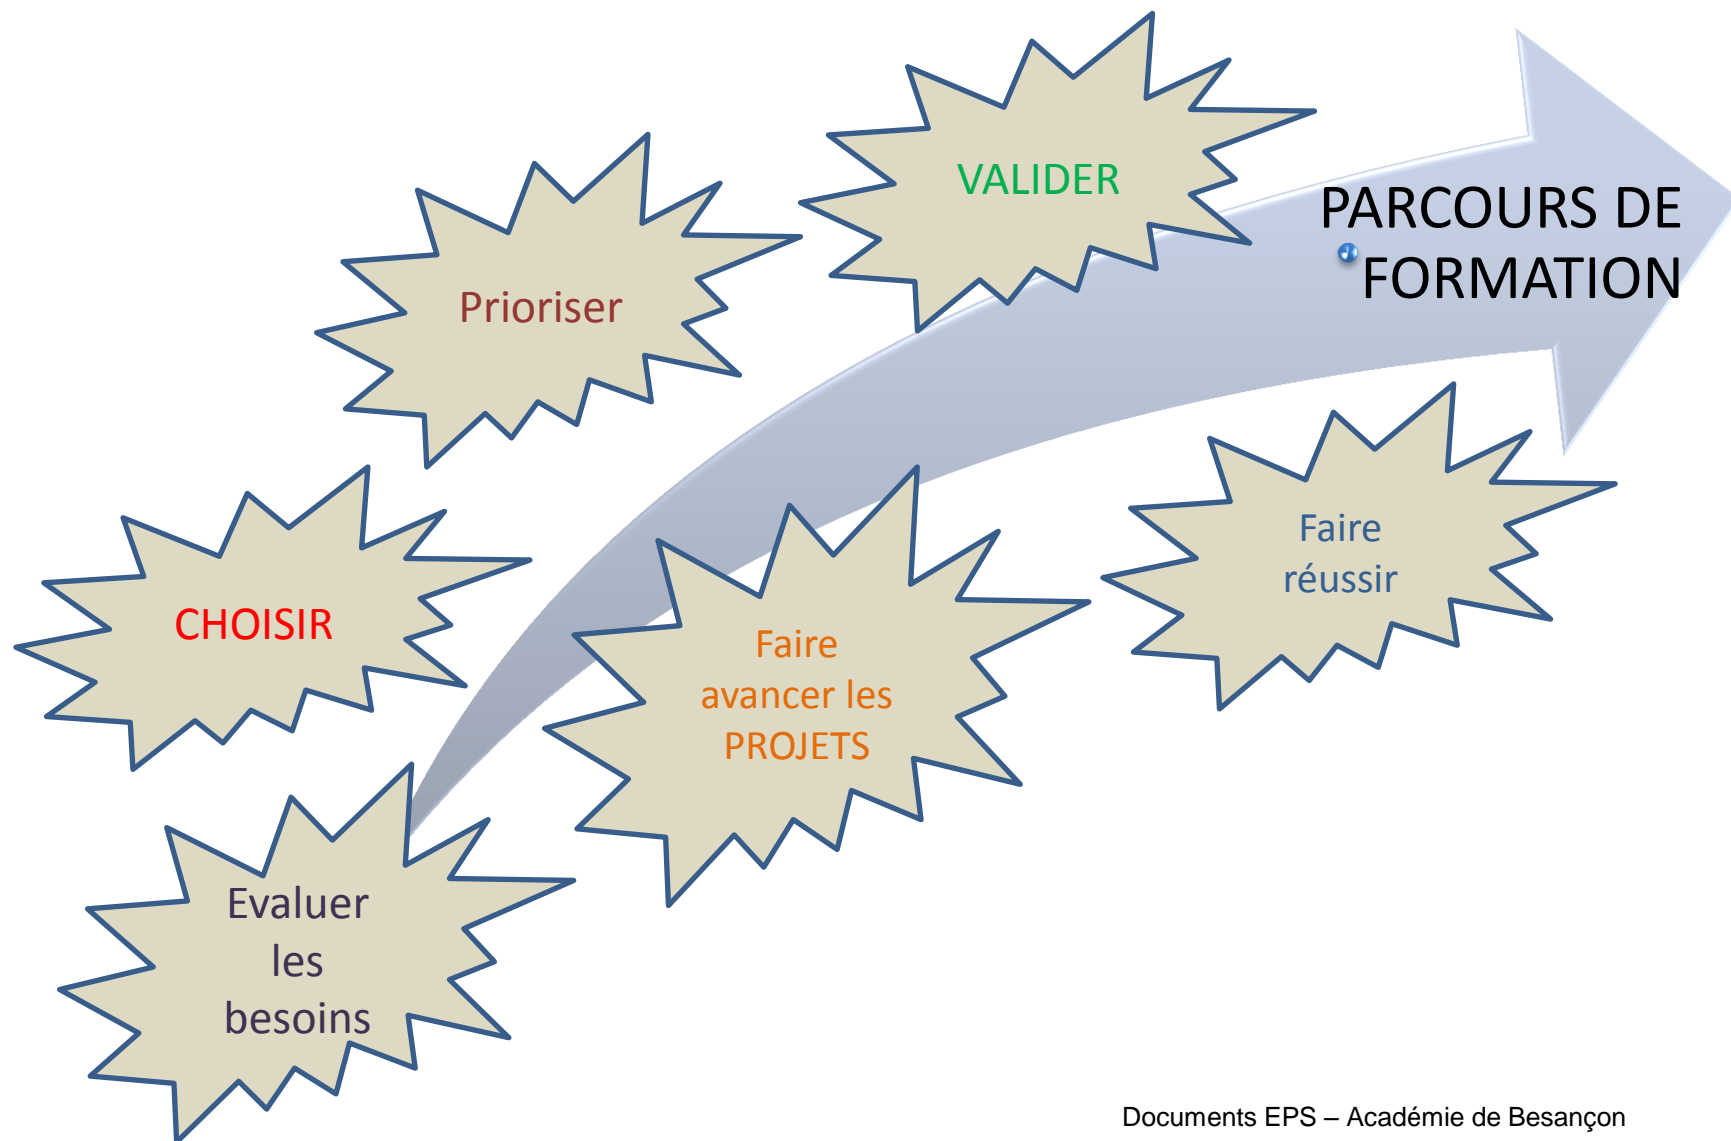 VALIDER
PARCOURS DE
FORMATION
Prioriser
Faire
réussir
CHOISIR
Faire
avancer les
PROJETS
Evaluer
les
besoins
Documents EPS – Académie de Besançon